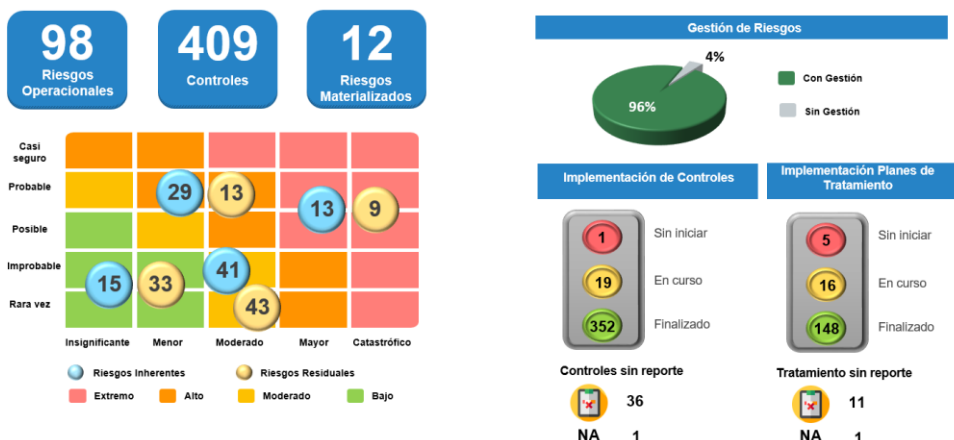 98
Riesgos
Operacionales
409
Controles
12
Riesgos
Materializados
Casi
seguro
Probable
Posible
Improbable
Rara vez
29
13
13
9
15
33
41
43
Insignificante
Menor
Moderado
Mayor
Catastrófico
Riesgos Inherentes
Riesgos Residuales
Extremo
Alto
Moderado
Bajo
Gestión de Riesgos
4%
96%
Con Gestión
Sin Gestión
Implementación de Controles
1
Sin iniciar
19
En curso
352
Finalizado
Controles sin reporte
36
NA 1
Implementación Planes de
Tratamiento
5
Sin iniciar
16
En curso
148
Finalizado
Tratamiento sin reporte
11
NA 1